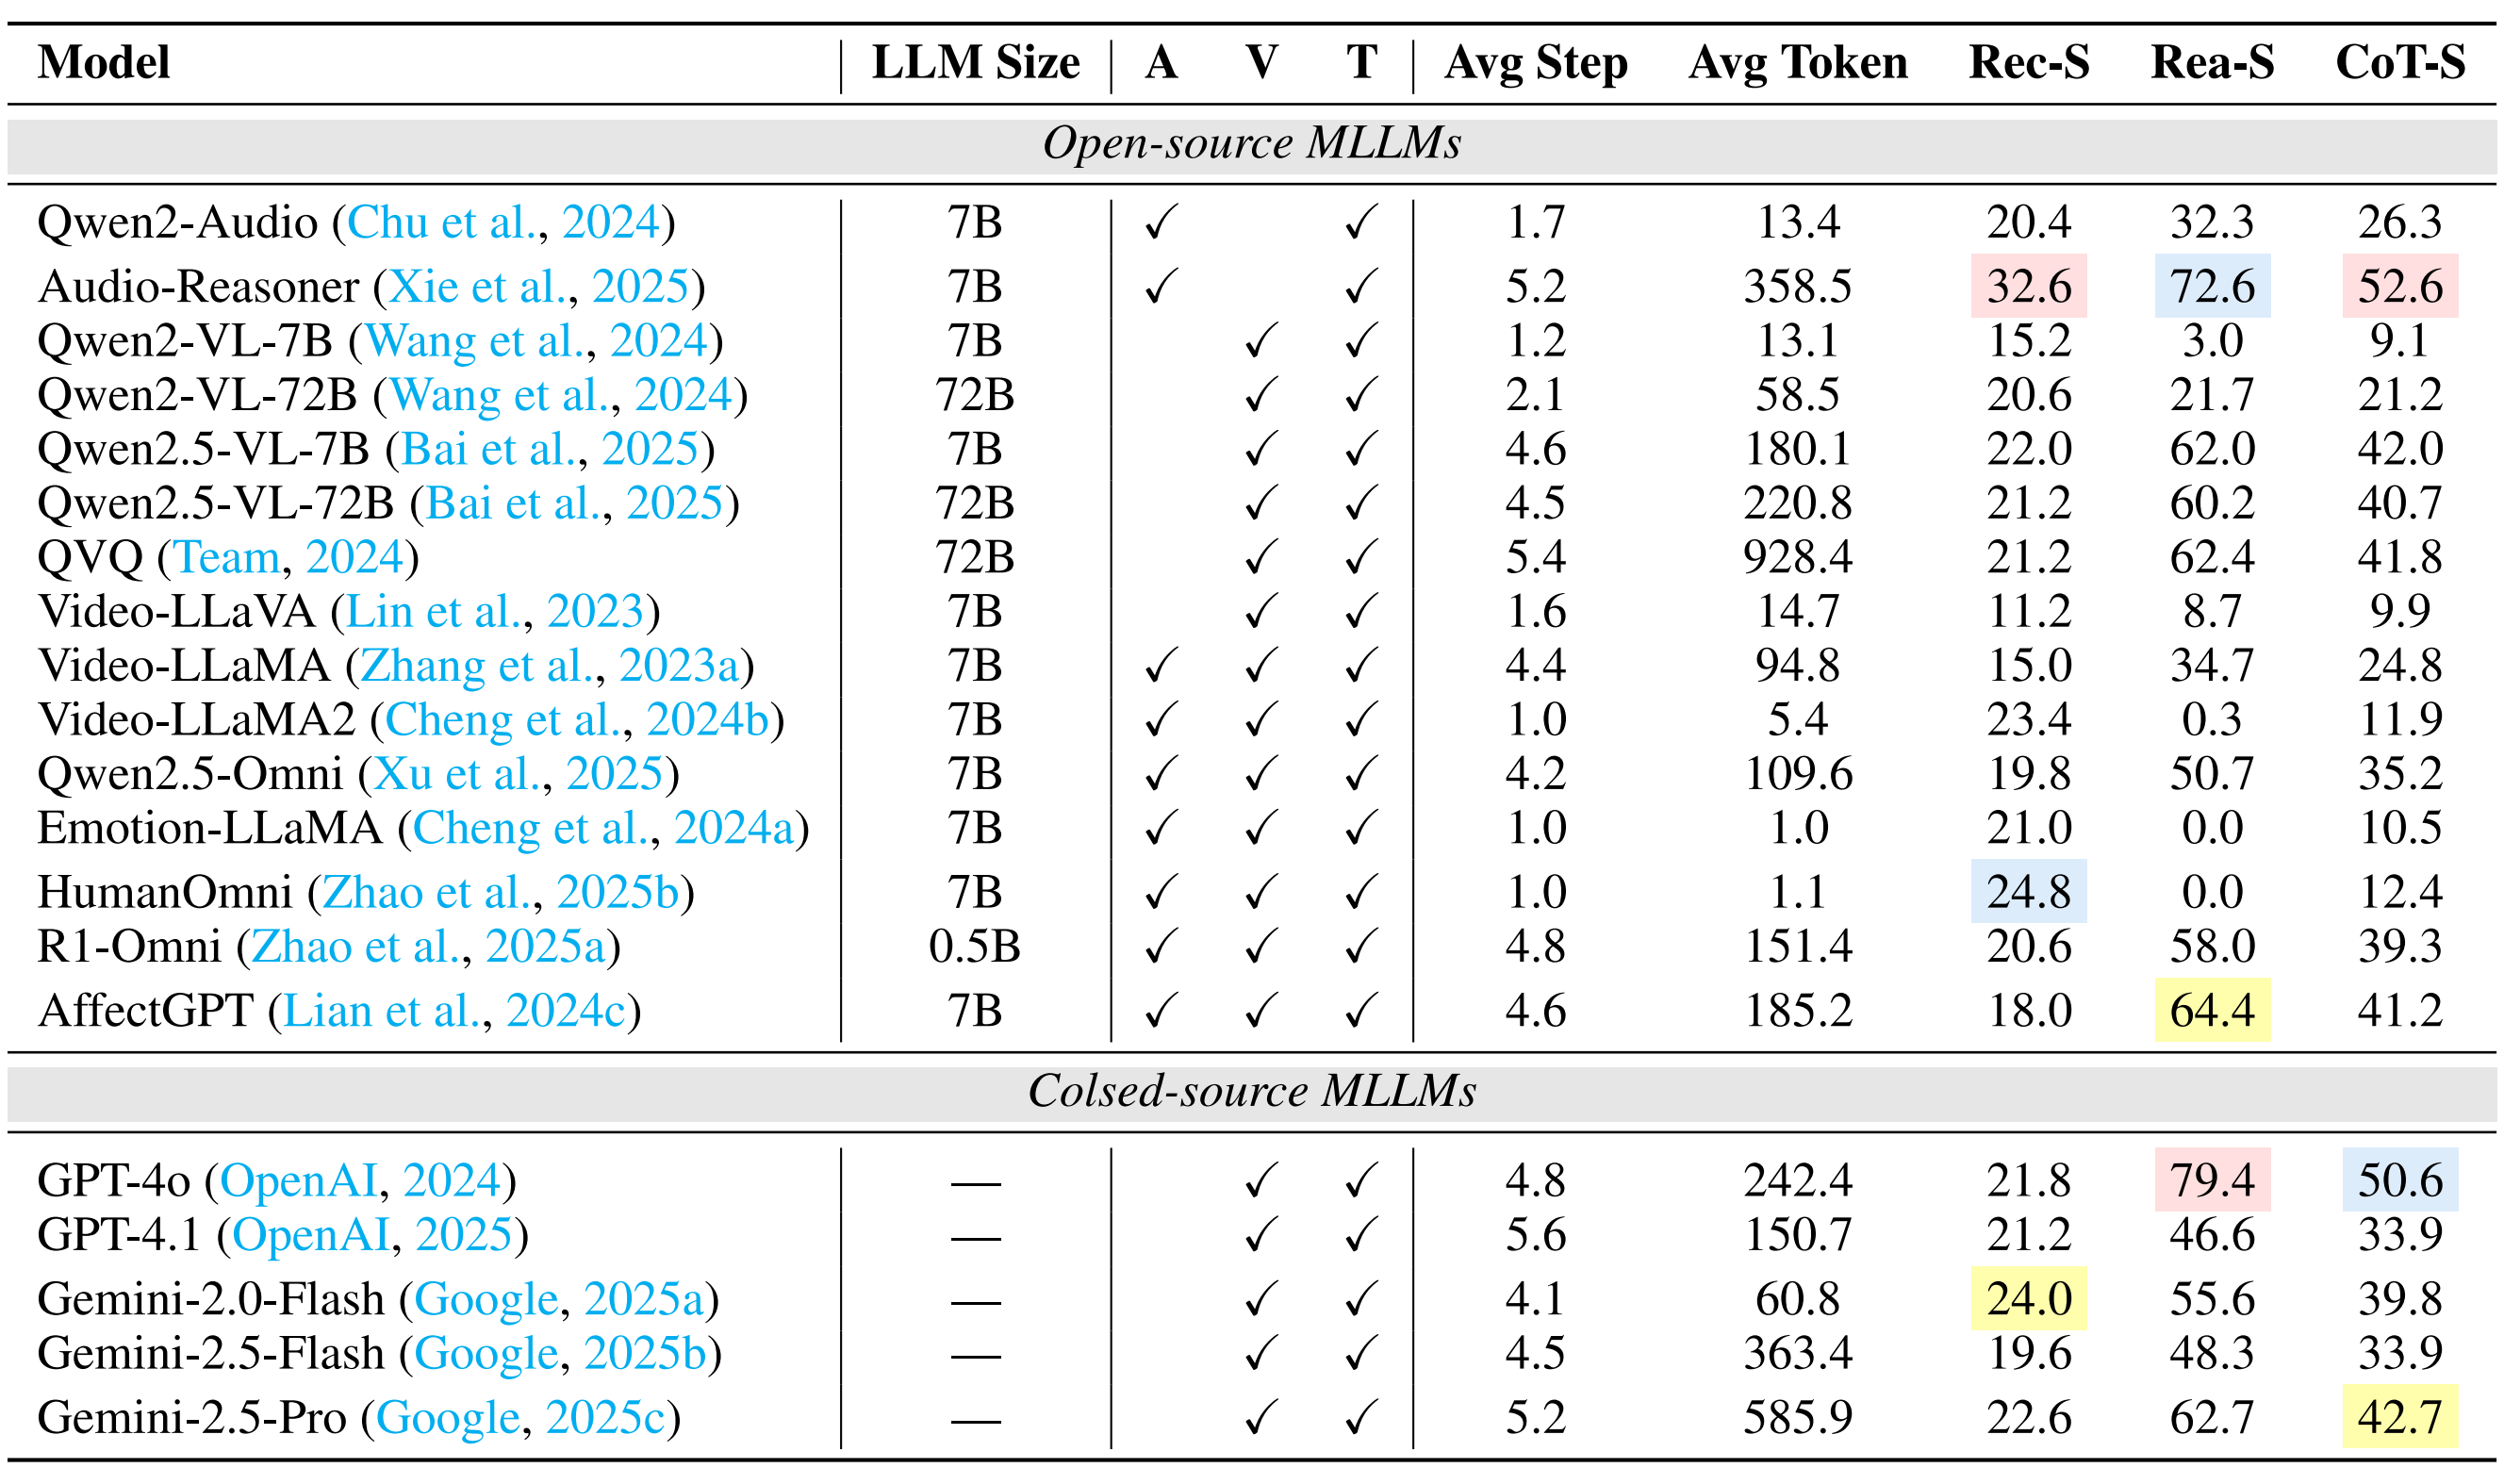 Model LLM Size A V T Avg Step Avg Token Rec-S Rea-S CoT-S
Open-source MLLMs
Qwen2-Audio (Chu et al., 2024) 7B ✓ ✓ 1.7 13.4 20.4 32.3 26.3
Audio-Reasoner (Xie et al., 2025) 7B ✓ ✓ 5.2 358.5 32.6 72.6 52.6
Qwen2-VL-7B (Wang et al., 2024) 7B ✓ ✓ 1.2 13.1 15.2 3.0 9.1
Qwen2-VL-72B (Wang et al., 2024) 72B ✓ ✓ 2.1 58.5 20.6 21.7 21.2
Qwen2.5-VL-7B (Bai et al., 2025) 7B ✓ ✓ 4.6 180.1 22.0 62.0 42.0
Qwen2.5-VL-72B (Bai et al., 2025) 72B ✓ ✓ 4.5 220.8 21.2 60.2 40.7
QVQ (Team, 2024) 72B ✓ ✓ 5.4 928.4 21.2 62.4 41.8
Video-LLaVA (Lin et al., 2023) 7B ✓ ✓ 1.6 14.7 11.2 8.7 9.9
Video-LLaMA (Zhang et al., 2023a) 7B ✓ ✓ ✓ 4.4 94.8 15.0 34.7 24.8
Video-LLaMA2 (Cheng et al., 2024b) 7B ✓ ✓ ✓ 1.0 5.4 23.4 0.3 11.9
Qwen2.5-Omni (Xu et al., 2025) 7B ✓ ✓ ✓ 4.2 109.6 19.8 50.7 35.2
Emotion-LLaMA (Cheng et al., 2024a) 7B ✓ ✓ ✓ 1.0 1.0 21.0 0.0 10.5
HumanOmni (Zhao et al., 2025b) 7B ✓ ✓ ✓ 1.0 1.1 24.8 0.0 12.4
R1-Omni (Zhao et al., 2025a) 0.5B ✓ ✓ ✓ 4.8 151.4 20.6 58.0 39.3
AffectGPT (Lian et al., 2024c) 7B ✓ ✓ ✓ 4.6 185.2 18.0 64.4 41.2
Colsed-source MLLMs
GPT-4o (OpenAI, 2024) — ✓ ✓ 4.8 242.4 21.8 79.4 50.6
GPT-4.1 (OpenAI, 2025) — ✓ ✓ 5.6 150.7 21.2 46.6 33.9
Gemini-2.0-Flash (Google, 2025a) — ✓ ✓ 4.1 60.8 24.0 55.6 39.8
Gemini-2.5-Flash (Google, 2025b) — ✓ ✓ 4.5 363.4 19.6 48.3 33.9
Gemini-2.5-Pro (Google, 2025c) — ✓ ✓ 5.2 585.9 22.6 62.7 42.7